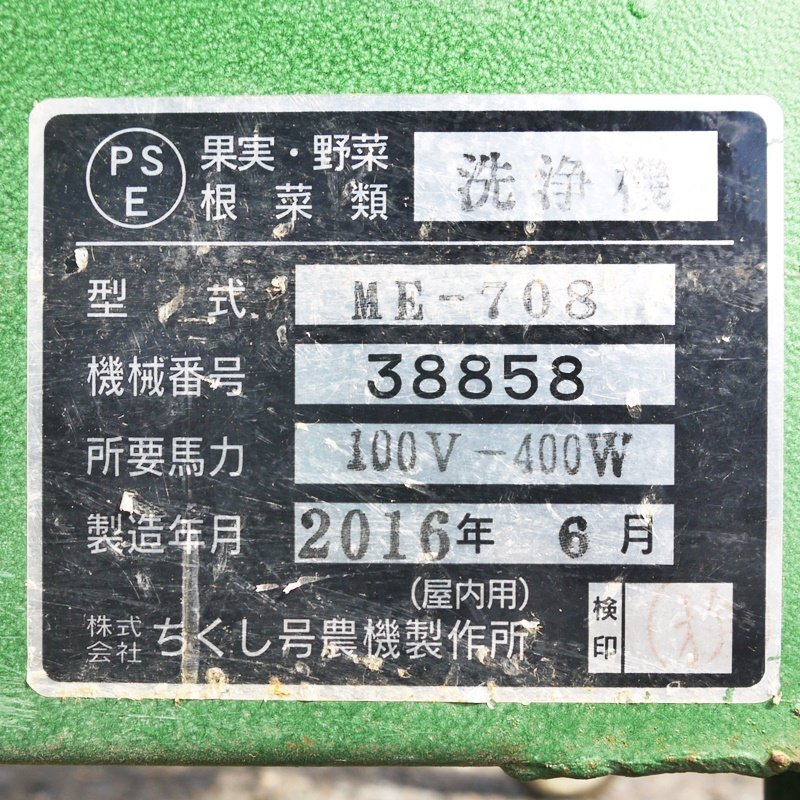 PS
E
果実・野菜
根菜類
洗浄機
型式 ME-708
機械番号 38858
所要馬力 100V-400W
製造年月 2016年 6月
(屋内用)
株式会社 ちくし号農機製作所
検印